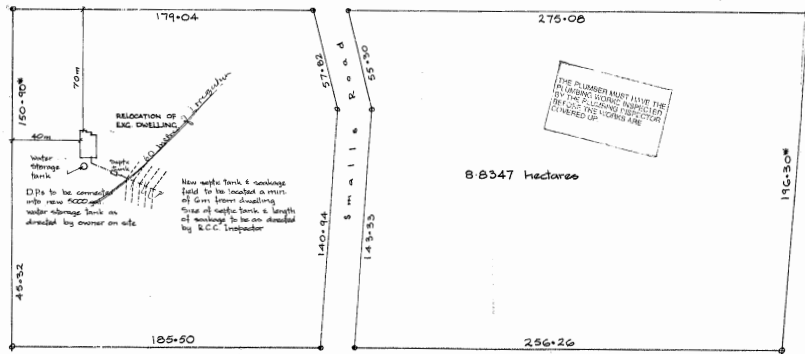 179.04
275.08
150.90*
70m
57.82
55.30
Smalls Road
THE PLUMBER MUST HAVE THE
PLUMBING WORKS INSPECTED
BY THE PLUMBING INSPECTOR
BEFORE THE WORKS ARE
COVERED UP
RELOCATION OF
EXG. DWELLING
40m
Water
Storage
tank
Septic
Tank
D.P.s to be connected
into new 5000
water storage tank as
directed by owner on site
New septic tank & soakage
field to be located a min.
of 6m from dwelling
Size of septic tank & length
of soakage to be as directed
by R.C.C. Inspector
8.8347 hectares
196.30*
140.94
143.33
45.32
185.50
256.26